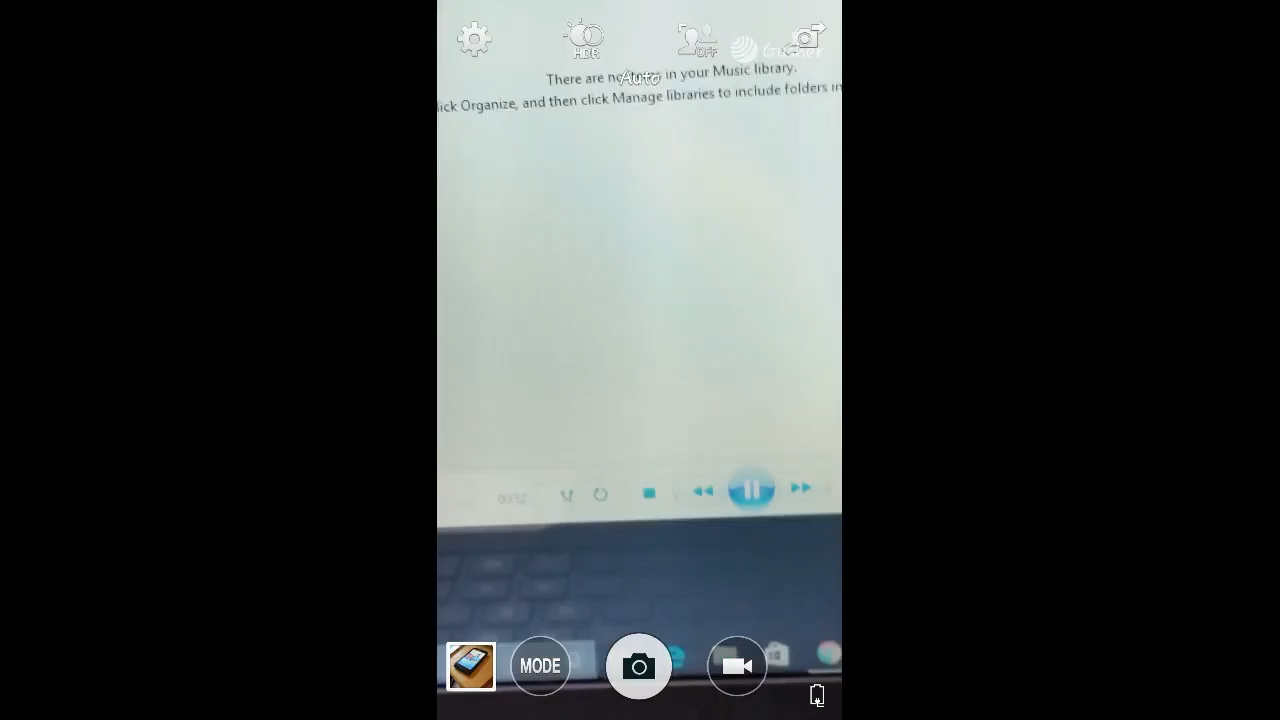 HDR
OFF
Auto
There are no in your Music library.
Organize, and then click Manage libraries to include folders
MODE